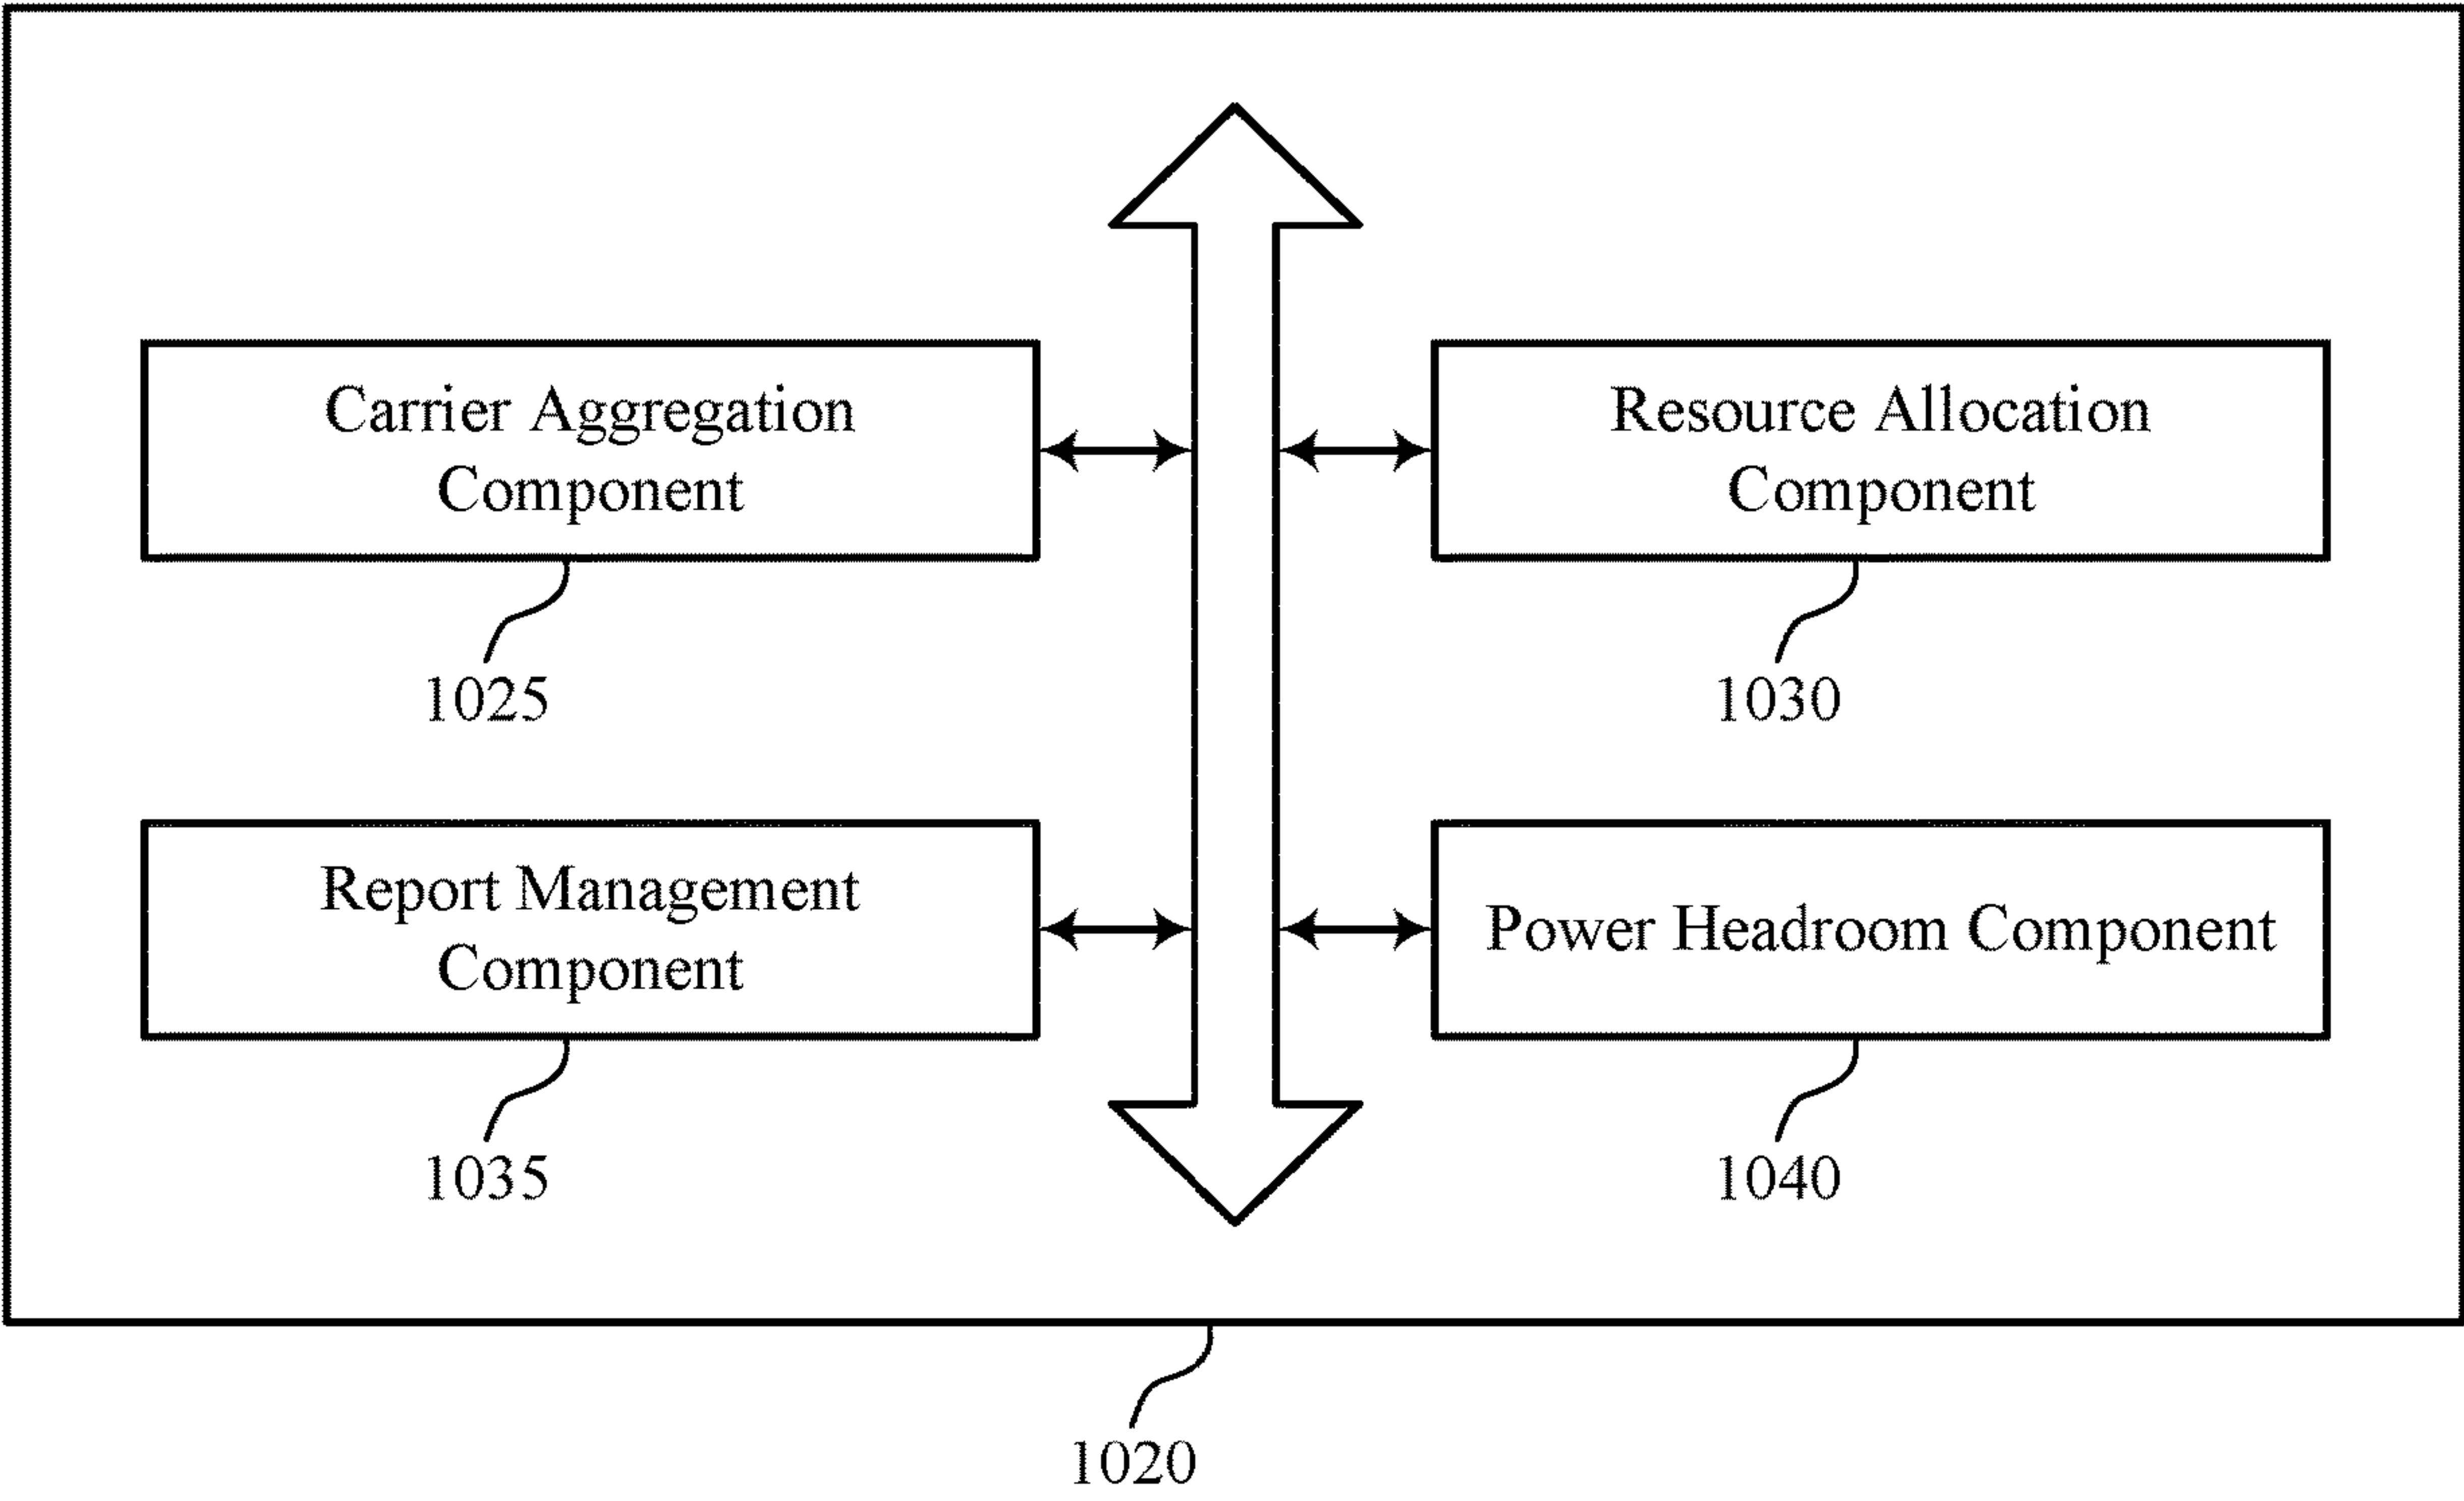 Carrier Aggregation
Component
1025
Resource Allocation
Component
1030
Report Management
Component
1035
Power Headroom Component
1040
1020